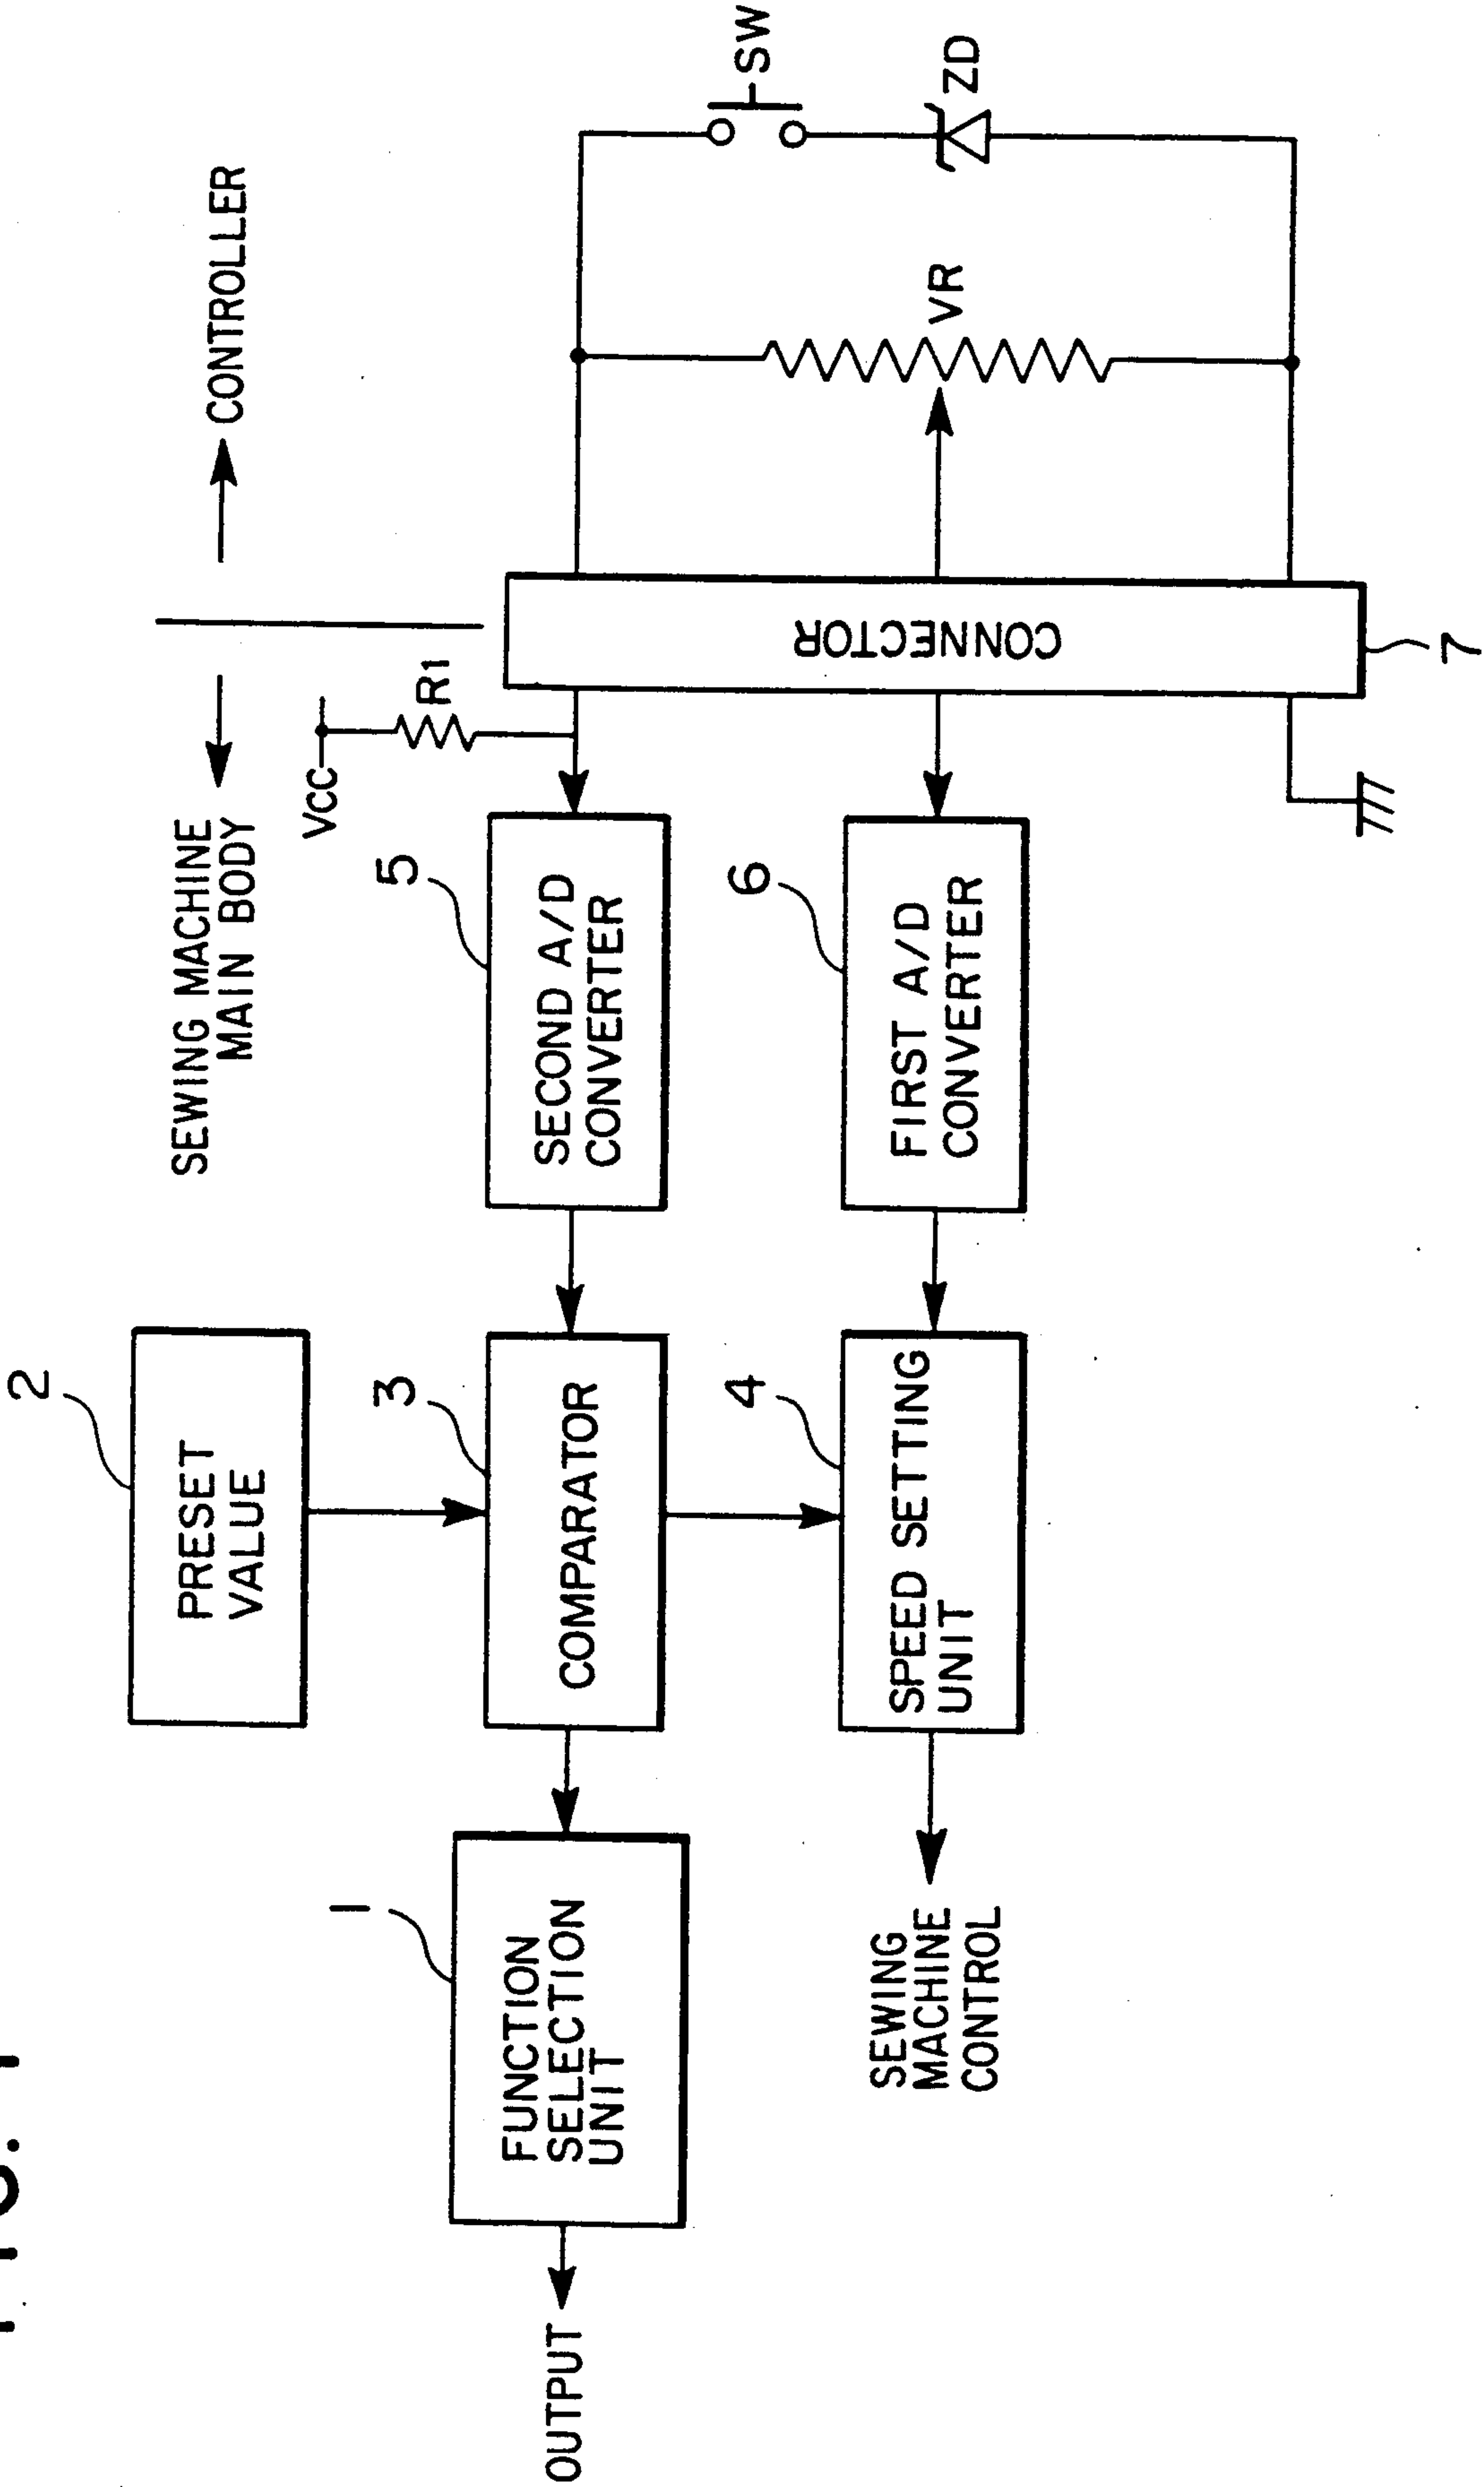 SEWING MACHINE
MAIN BODY
CONTROLLER
2
PRESET
VALUE
VCC
R1
5
3
1
FUNCTION
SELECTION
UNIT
OUTPUT
COMPARATOR
SECOND A/D
CONVERTER
CONNECTOR
7
SW
ZD
VR
6
4
SEWING
MACHINE
CONTROL
SPEED SETTING
UNIT
FIRST A/D
CONVERTER